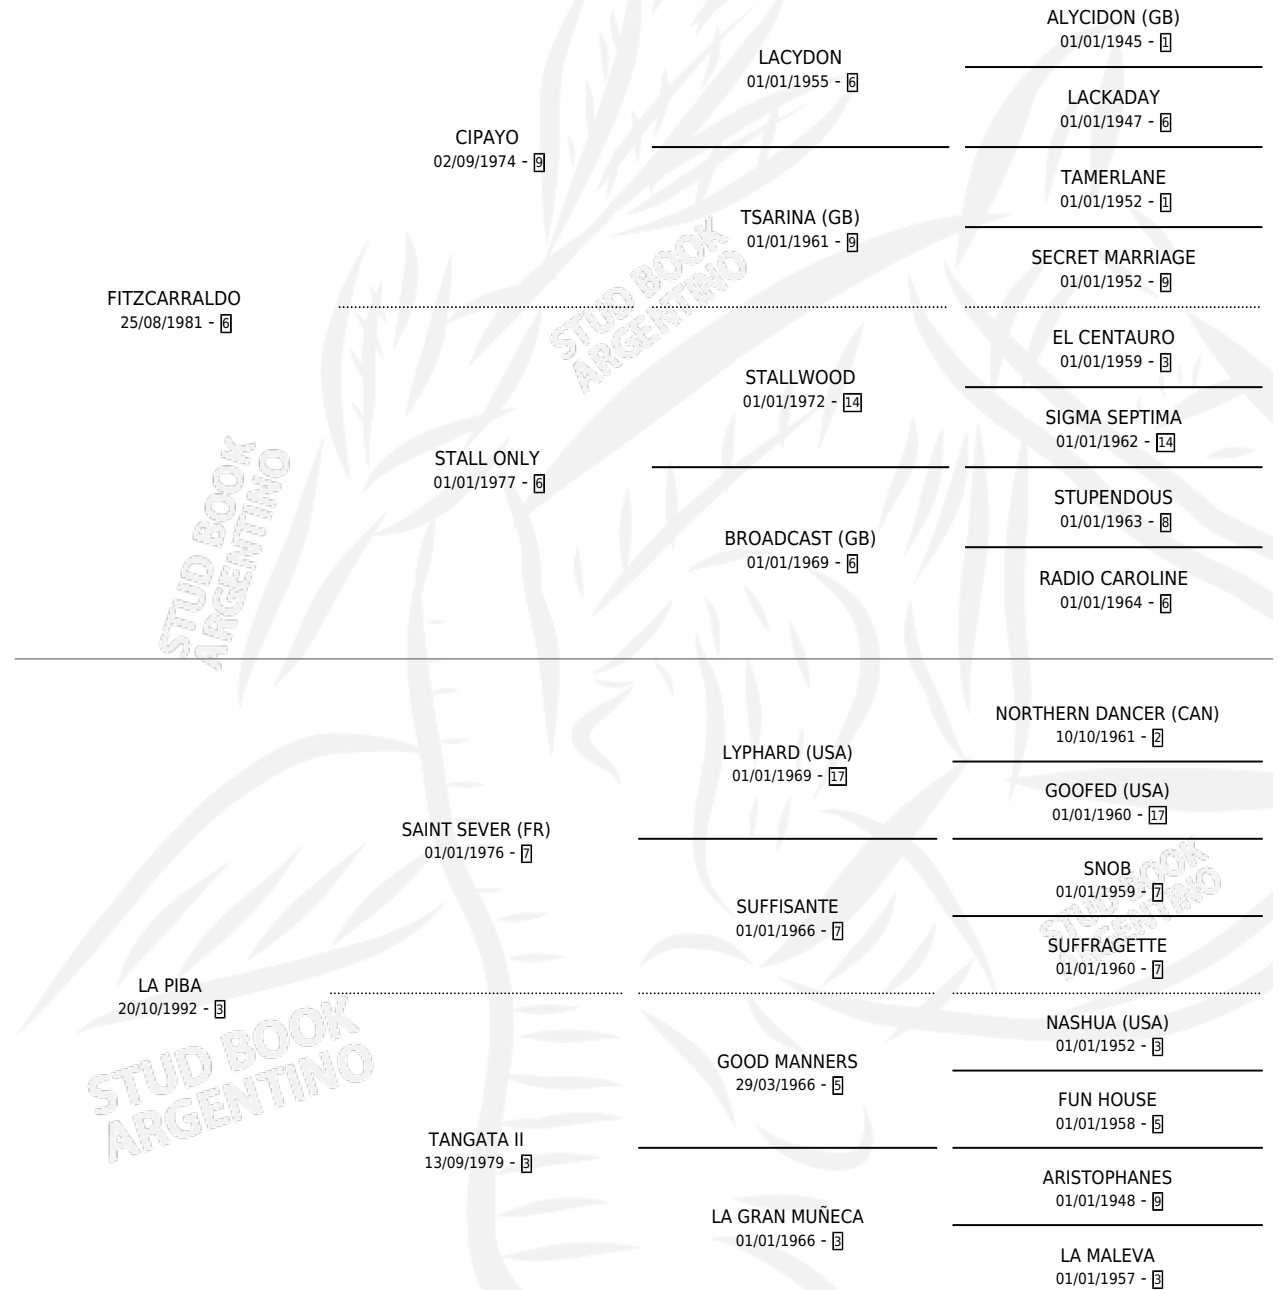 ALYCIDON (GB)
01/01/1945 - 1
LACYDON
01/01/1955 - 6
LACKADAY
01/01/1947 - 6
CIPAYO
02/09/1974 - 9
TAMERLANE
01/01/1952 - 1
TSARINA (GB)
01/01/1961 - 9
SECRET MARRIAGE
01/01/1952 - 9
FITZCARRALDO
25/08/1981 - 6
EL CENTAURO
01/01/1959 - 3
STALLWOOD
01/01/1972 - 14
SIGMA SEPTIMA
01/01/1962 - 14
STALL ONLY
01/01/1977 - 6
STUPENDOUS
01/01/1963 - 8
BROADCAST (GB)
01/01/1969 - 6
RADIO CAROLINE
01/01/1964 - 6
STUD BOOK
ARGENTINO
STUD BOOK
ARGENTINO
NORTHERN DANCER (CAN)
10/10/1961 - 2
LYPHARD (USA)
01/01/1969 - 17
GOOFED (USA)
01/01/1960 - 17
SAINT SEVER (FR)
01/01/1976 - 7
SNOB
01/01/1959 - 7
SUFFISANTE
01/01/1966 - 7
SUFFRAGETTE
01/01/1960 - 7
LA PIBA
20/10/1992 - 3
NASHUA (USA)
01/01/1952 - 3
GOOD MANNERS
29/03/1966 - 5
FUN HOUSE
01/01/1958 - 5
TANGATA II
13/09/1979 - 3
ARISTOPHANES
01/01/1948 - 9
LA GRAN MUÑECA
01/01/1966 - 3
LA MALEVA
01/01/1957 - 3
STUD BOOK
ARGENTINO
STUD BOOK
ARGENTINO